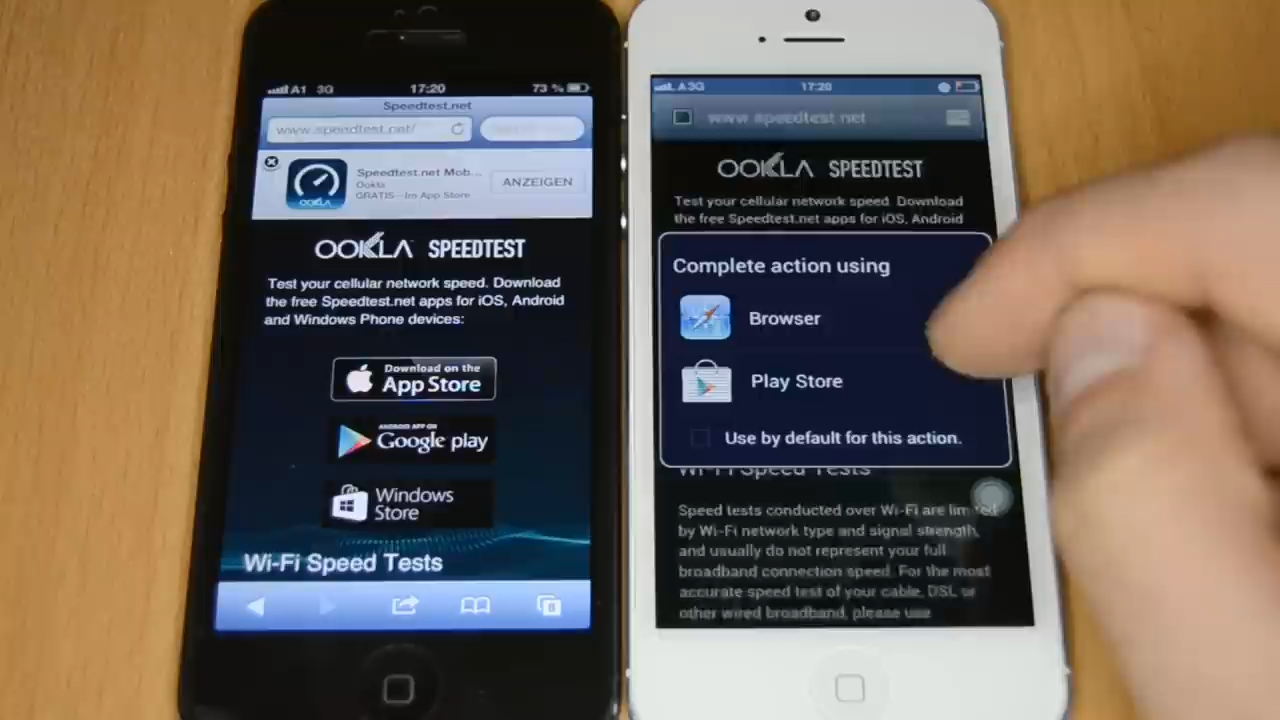 A1 3G 17:20 73 %
Speedtest.net
www.speedtest.net/
Speedtest.net Mob...
Ookla
GRATIS - Im App Store
ANZEIGEN
OOKLA
OOKLA SPEEDTEST
Test your cellular network speed. Download
the free Speedtest.net apps for iOS, Android
and Windows Phone devices:
Download on the
App Store
ANDROID APP ON
Google play
Windows
Store
Wi-Fi Speed Tests
A 3G 17:20
www.speedtest.net
OOKLA SPEEDTEST
Test your cellular network speed. Download
the free Speedtest.net apps for iOS, Android
Complete action using
Browser
Play Store
Use by default for this action.
Wi-Fi Speed Tests
Speed tests conducted over Wi-Fi are limited
by Wi-Fi network type and signal strength,
and usually do not represent your full
broadband connection speed. For the most
accurate speed test of your cable, DSL or
other wired broadband, please use